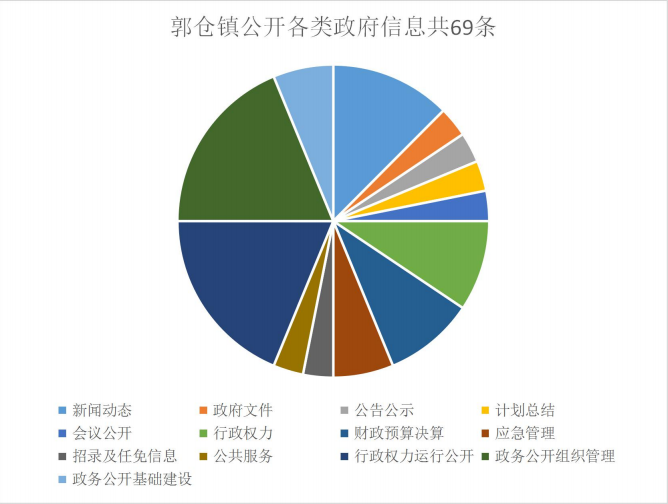 郭仓镇公开各类政府信息共69条
新闻动态 政府文件 公告公示 计划总结
会议公开 行政权力 财政预算决算 应急管理
招录及任免信息 公共服务 行政权力运行公开 政务公开组织管理
政务公开基础建设